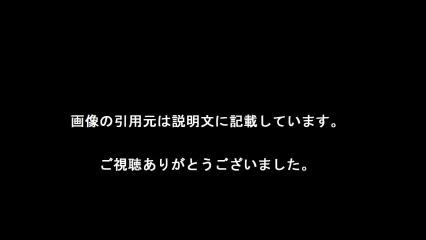 画像の引用元は説明文に記載しています。
ご視聴ありがとうございました。